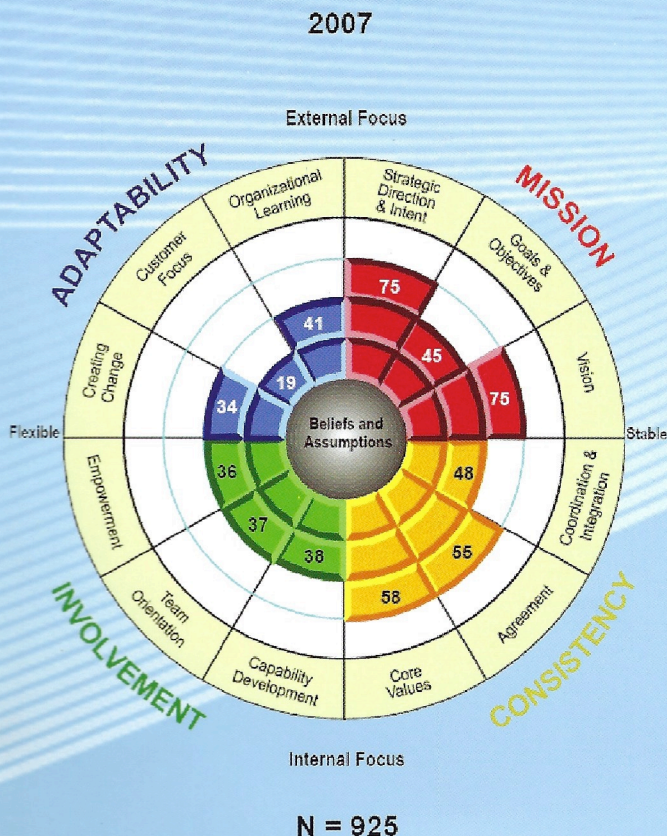 2007
External Focus
ADAPTABILITY
MISSION
Organizational
Learning
Strategic
Direction
& Intent
Customer
Focus
Goals &
Objectives
Creating
Change
Vision
75
41
45
19
75
34
Flexible
Beliefs and
Assumptions
Stable
36
48
37
55
38
58
Empowerment
Coordination &
Integration
Team
Orientation
Agreement
Capability
Development
Core
Values
INVOLVEMENT
CONSISTENCY
Internal Focus
N = 925